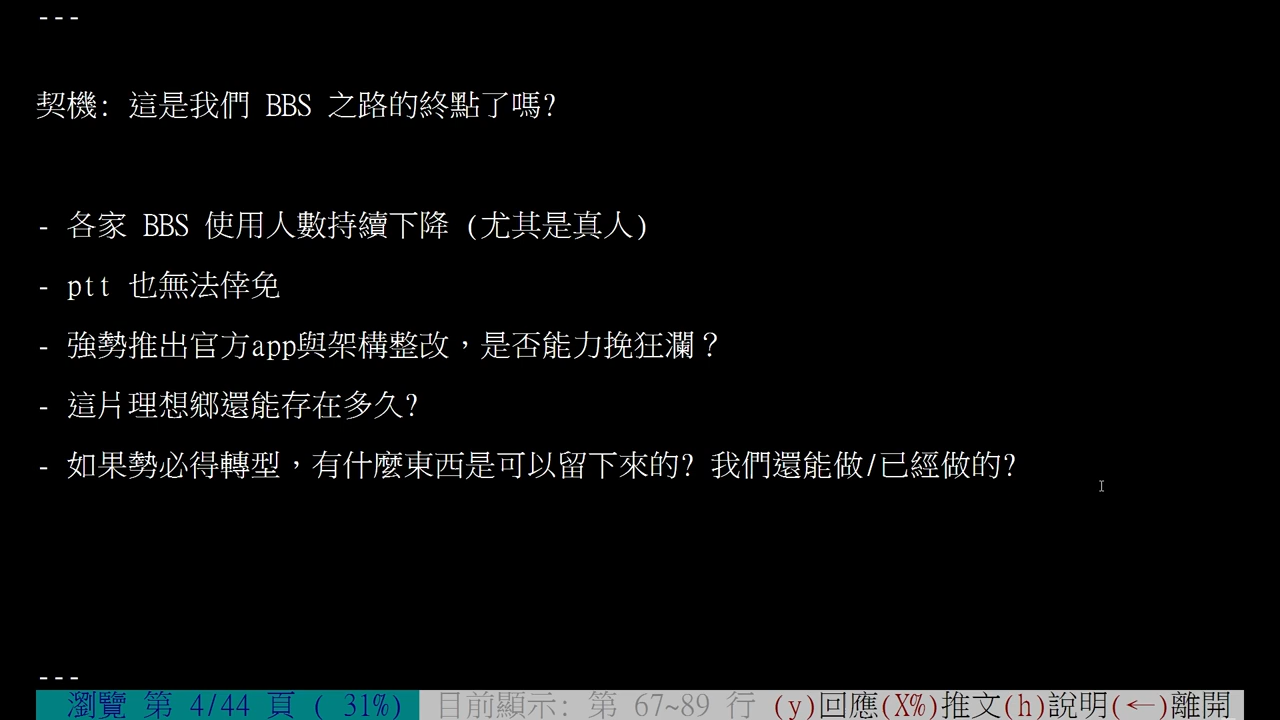 ---
契機: 這是我們 BBS 之路的終點了嗎?
- 各家 BBS 使用人數持續下降 (尤其是真人)
- ptt 也無法倖免
- 強勢推出官方app與架構整改，是否能力挽狂瀾？
- 這片理想鄉還能存在多久?
- 如果勢必得轉型，有什麼東西是可以留下來的? 我們還能做/已經做的?
---
瀏覽 第 4/44 頁 ( 31%) 目前顯示: 第 67~89 行 (y)回應(X%)推文(h)說明(←)離開